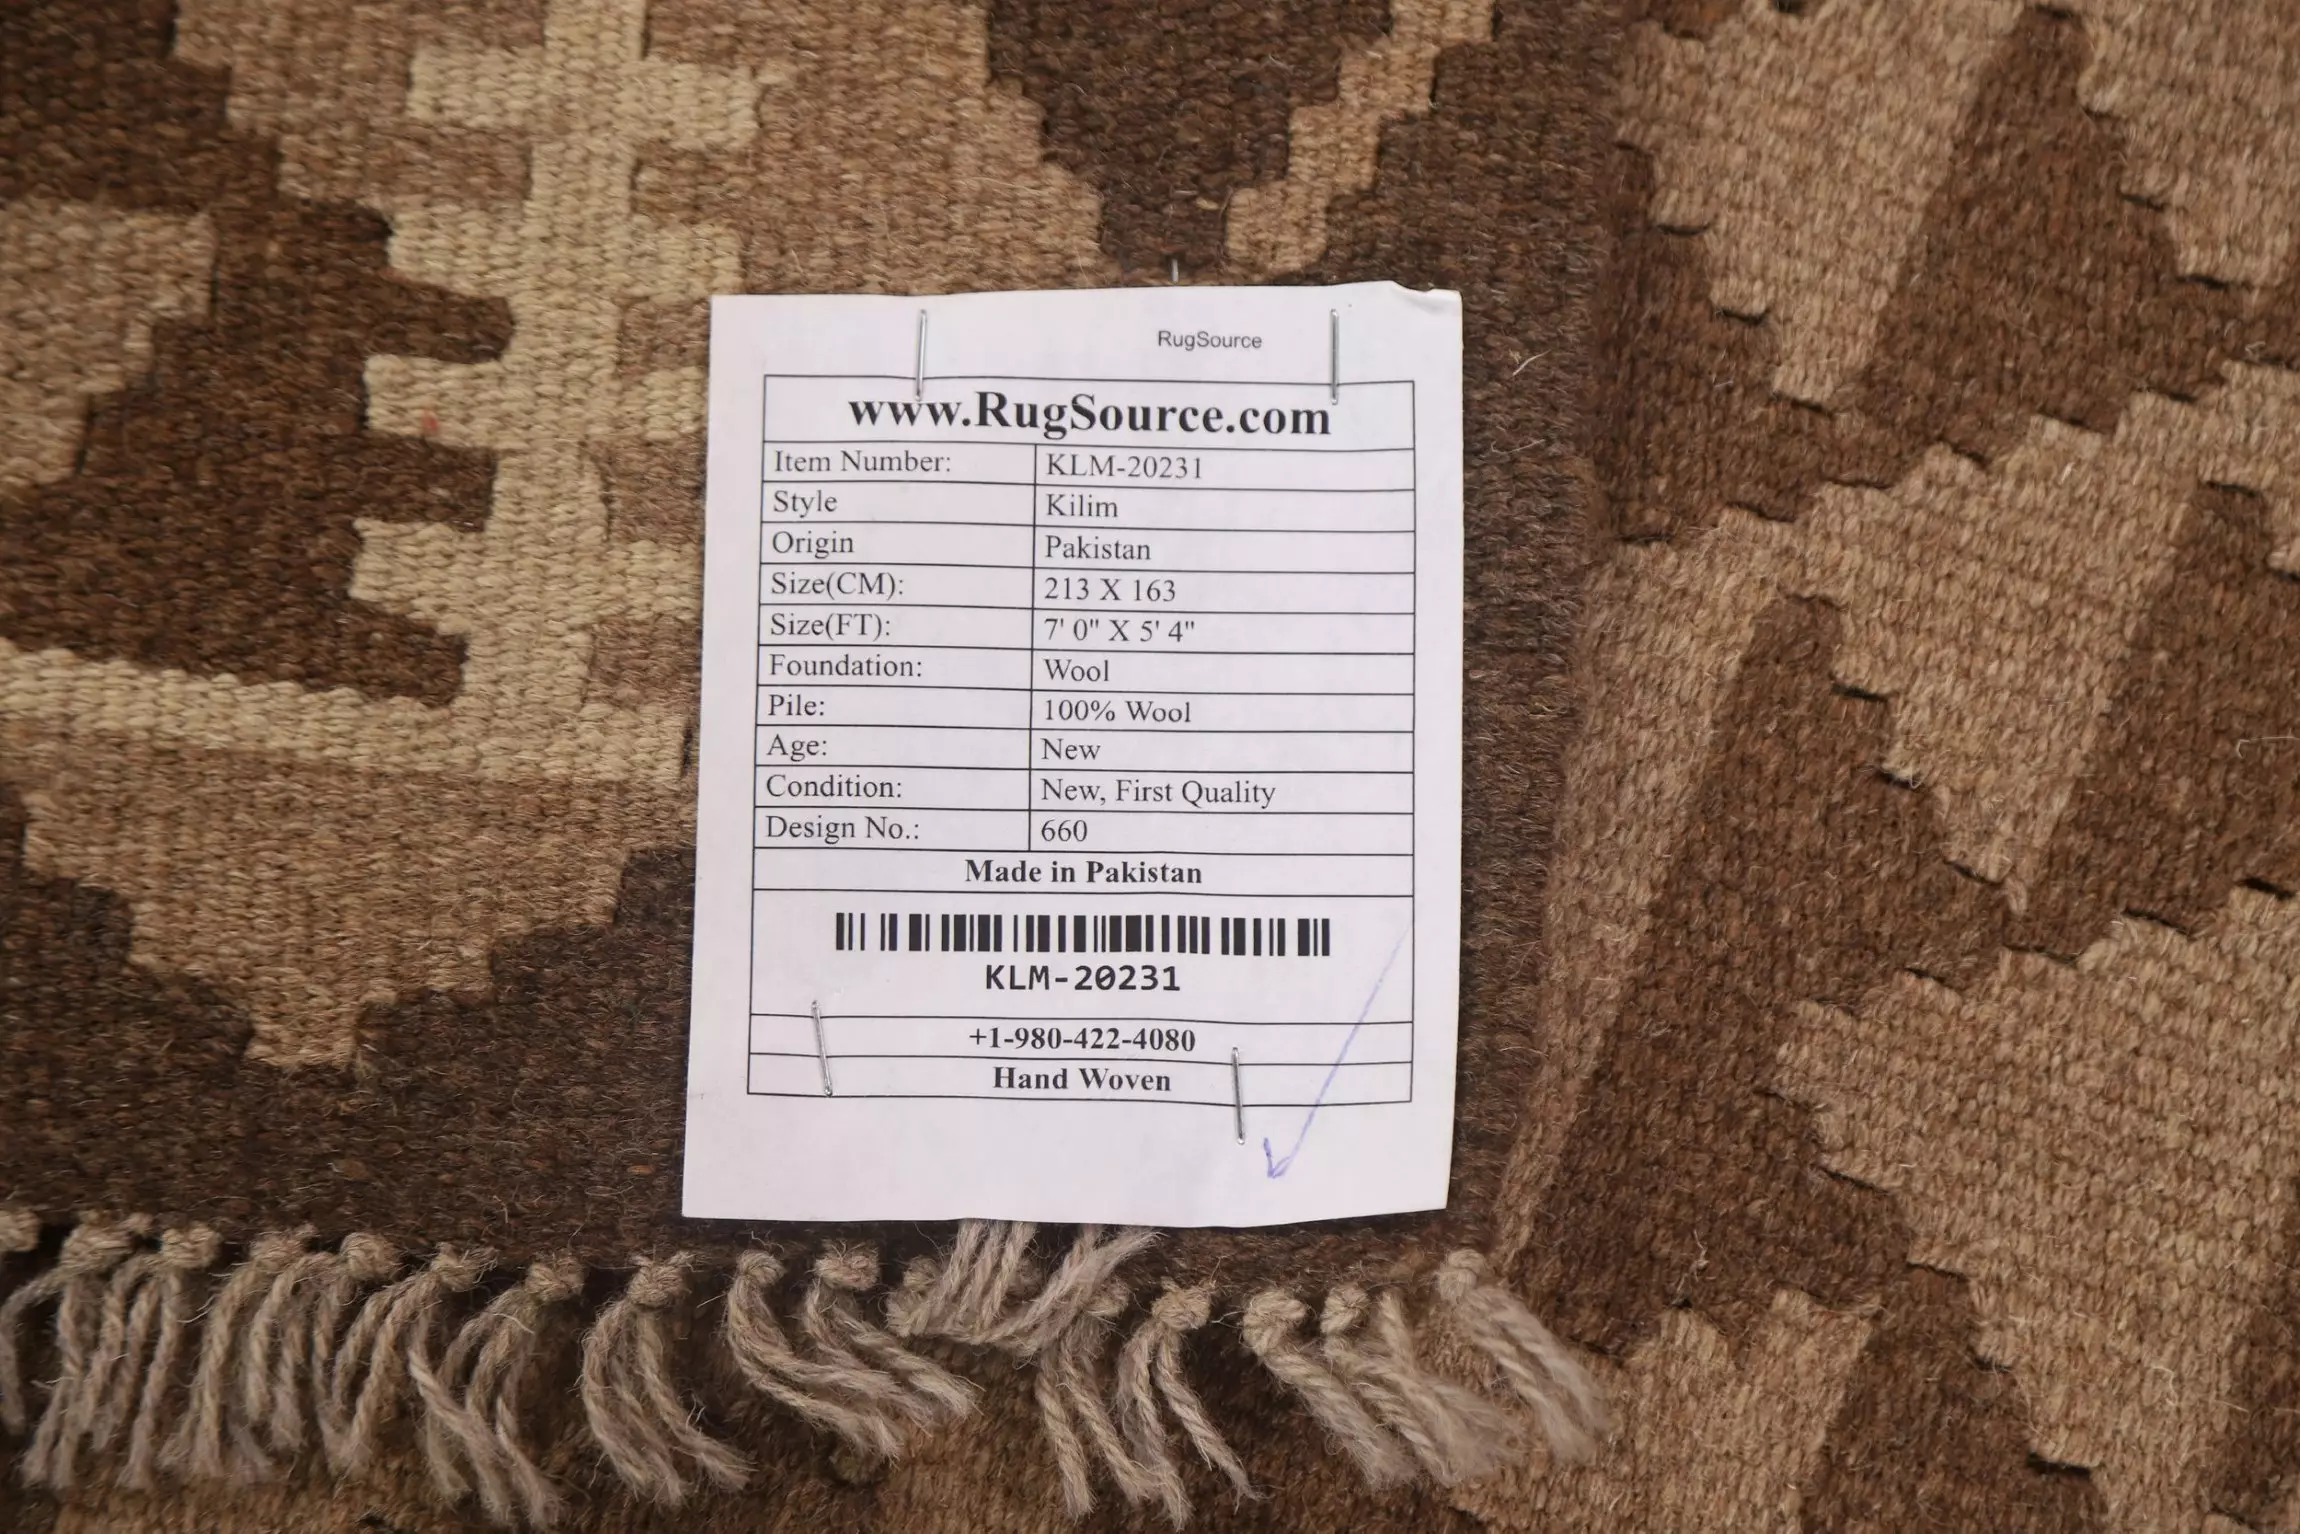 RugSource
www.RugSource.com
Item Number: KLM-20231
Style Kilim
Origin Pakistan
Size(CM): 213 X 163
Size(FT): 7' 0" X 5' 4"
Foundation: Wool
Pile: 100% Wool
Age: New
Condition: New, First Quality
Design No.: 660
Made in Pakistan
KLM-20231
+1-980-422-4080
Hand Woven